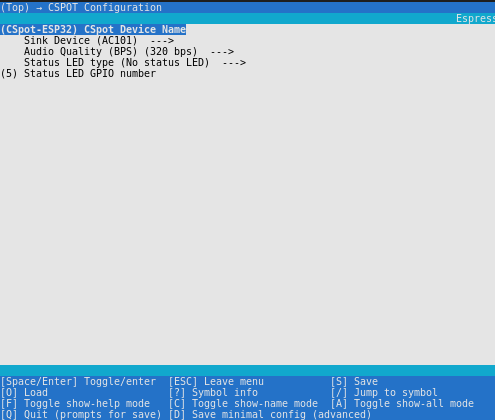 (Top) → CSPOT Configuration
Espress
(CSpot-ESP32) CSpot Device Name
Sink Device (AC101)  --->
Audio Quality (BPS) (320 bps)  --->
Status LED type (No status LED)  --->
(5) Status LED GPIO number
[Space/Enter] Toggle/enter  [ESC] Leave menu  [S] Save
[O] Load  [?] Symbol info  [/] Jump to symbol
[F] Toggle show-help mode  [C] Toggle show-name mode  [A] Toggle show-all mode
[Q] Quit (prompts for save)  [D] Save minimal config (advanced)